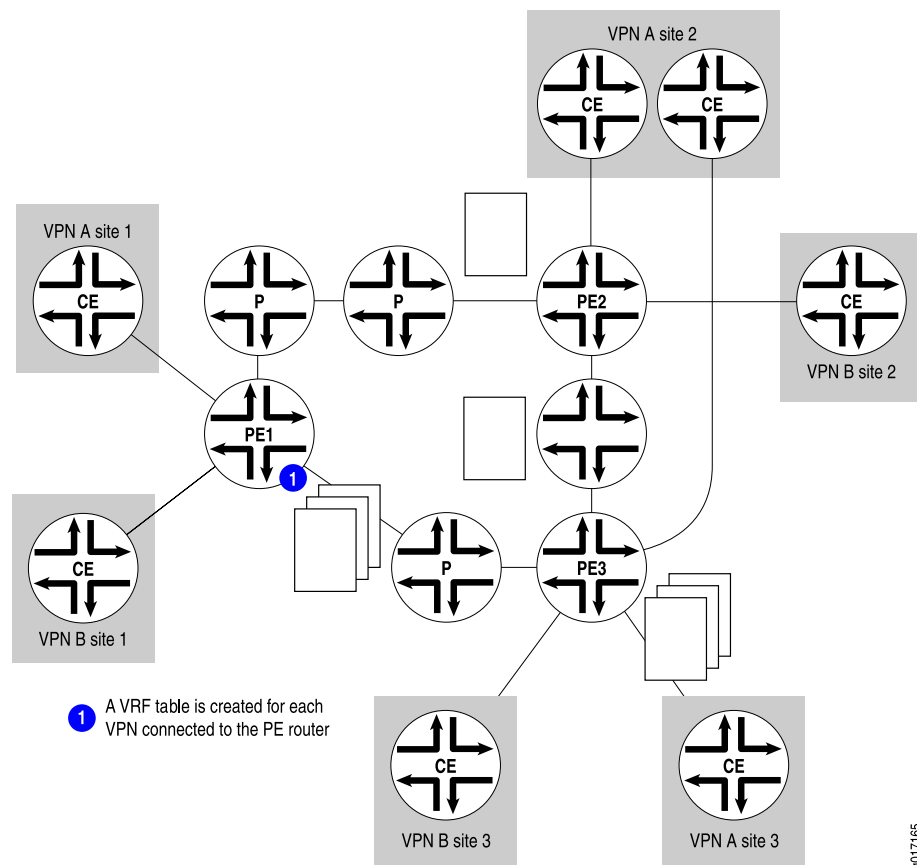 VPN A site 2
CE
CE
VPN A site 1
CE
P
P
PE2
CE
VPN B site 2
PE1
1
CE
P
PE3
VPN B site 1
1
A VRF table is created for each
VPN connected to the PE router
CE
CE
VPN B site 3
VPN A site 3